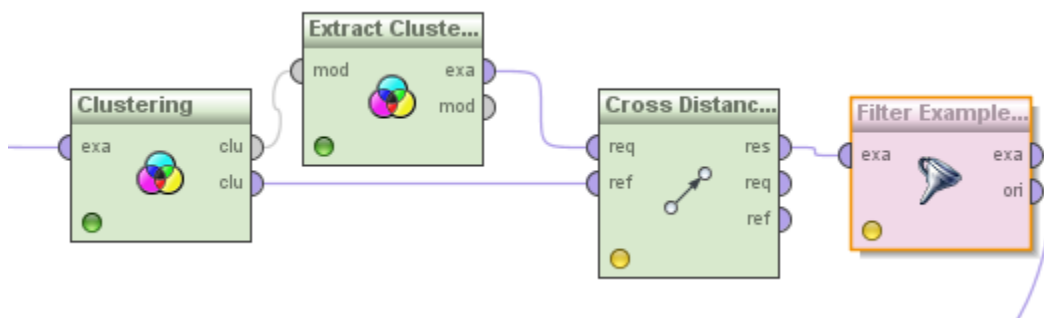 Extract Cluste...
mod exa
mod
Clustering
exa clu
clu
Cross Distanc...
req res
ref req
ref
Filter Example...
exa exa
ori